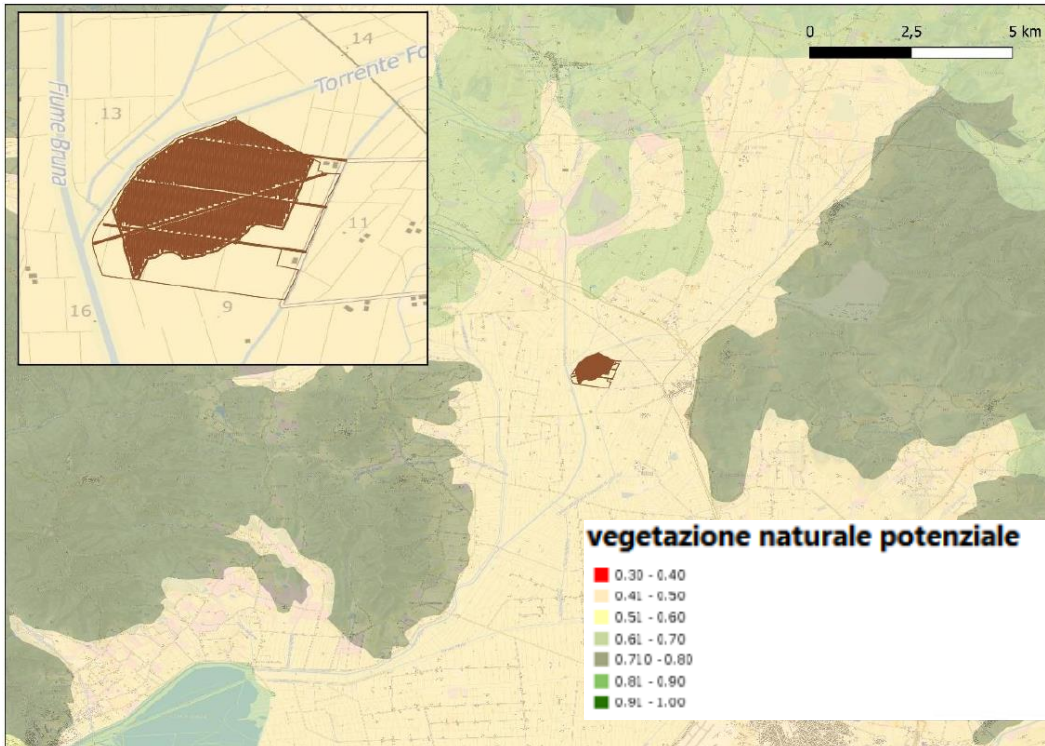 0 2,5 5 km
14
Torrente Fo
13
Fiume Bruna
11
9
16
vegetazione naturale potenziale
0.30 - 0.40
0.41 - 0.50
0.51 - 0.60
0.61 - 0.70
0.710 - 0.80
0.81 - 0.90
0.91 - 1.00